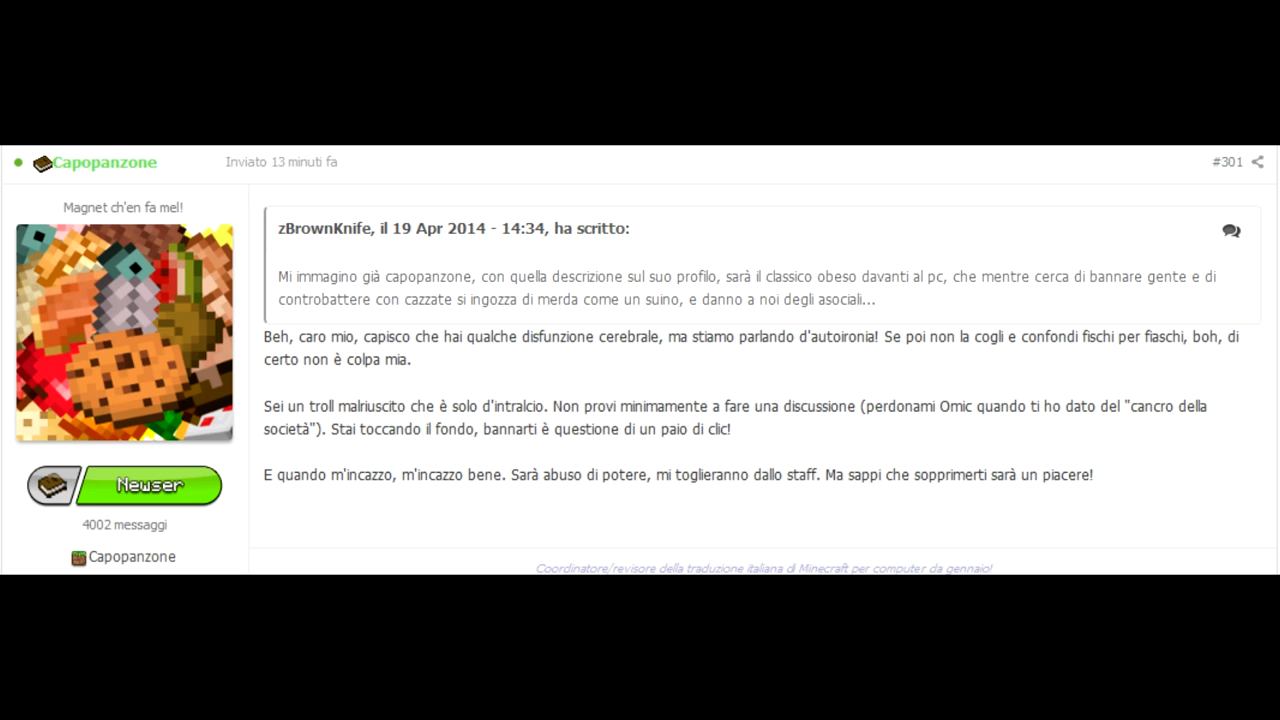 Capopanzone
Inviato 13 minuti fa
#301
Magnet ch'en fa mel!
zBrownKnife, il 19 Apr 2014 - 14:34, ha scritto:
Mi immagino già capopanzone, con quella descrizione sul suo profilo, sarà il classico obeso davanti al pc, che mentre cerca di bannare gente e di
controbattere con cazzate si ingozza di merda come un suino, e danno a noi degli asociali...
Beh, caro mio, capisco che hai qualche disfunzione cerebrale, ma stiamo parlando d'autoironia! Se poi non la cogli e confondi fischi per fiaschi, boh, di
certo non è colpa mia.
Sei un troll malriuscito che è solo d'intralcio. Non provi minimamente a fare una discussione (perdonami Omic quando ti ho dato del "cancro della
società"). Stai toccando il fondo, bannarti è questione di un paio di clic!
E quando m'incazzo, m'incazzo bene. Sarà abuso di potere, mi toglieranno dallo staff. Ma sappi che sopprimerti sarà un piacere!
Newser
4002 messaggi
Capopanzone
Coordinatore/revisore della traduzione italiana di Minecraft per computer da gennaio!